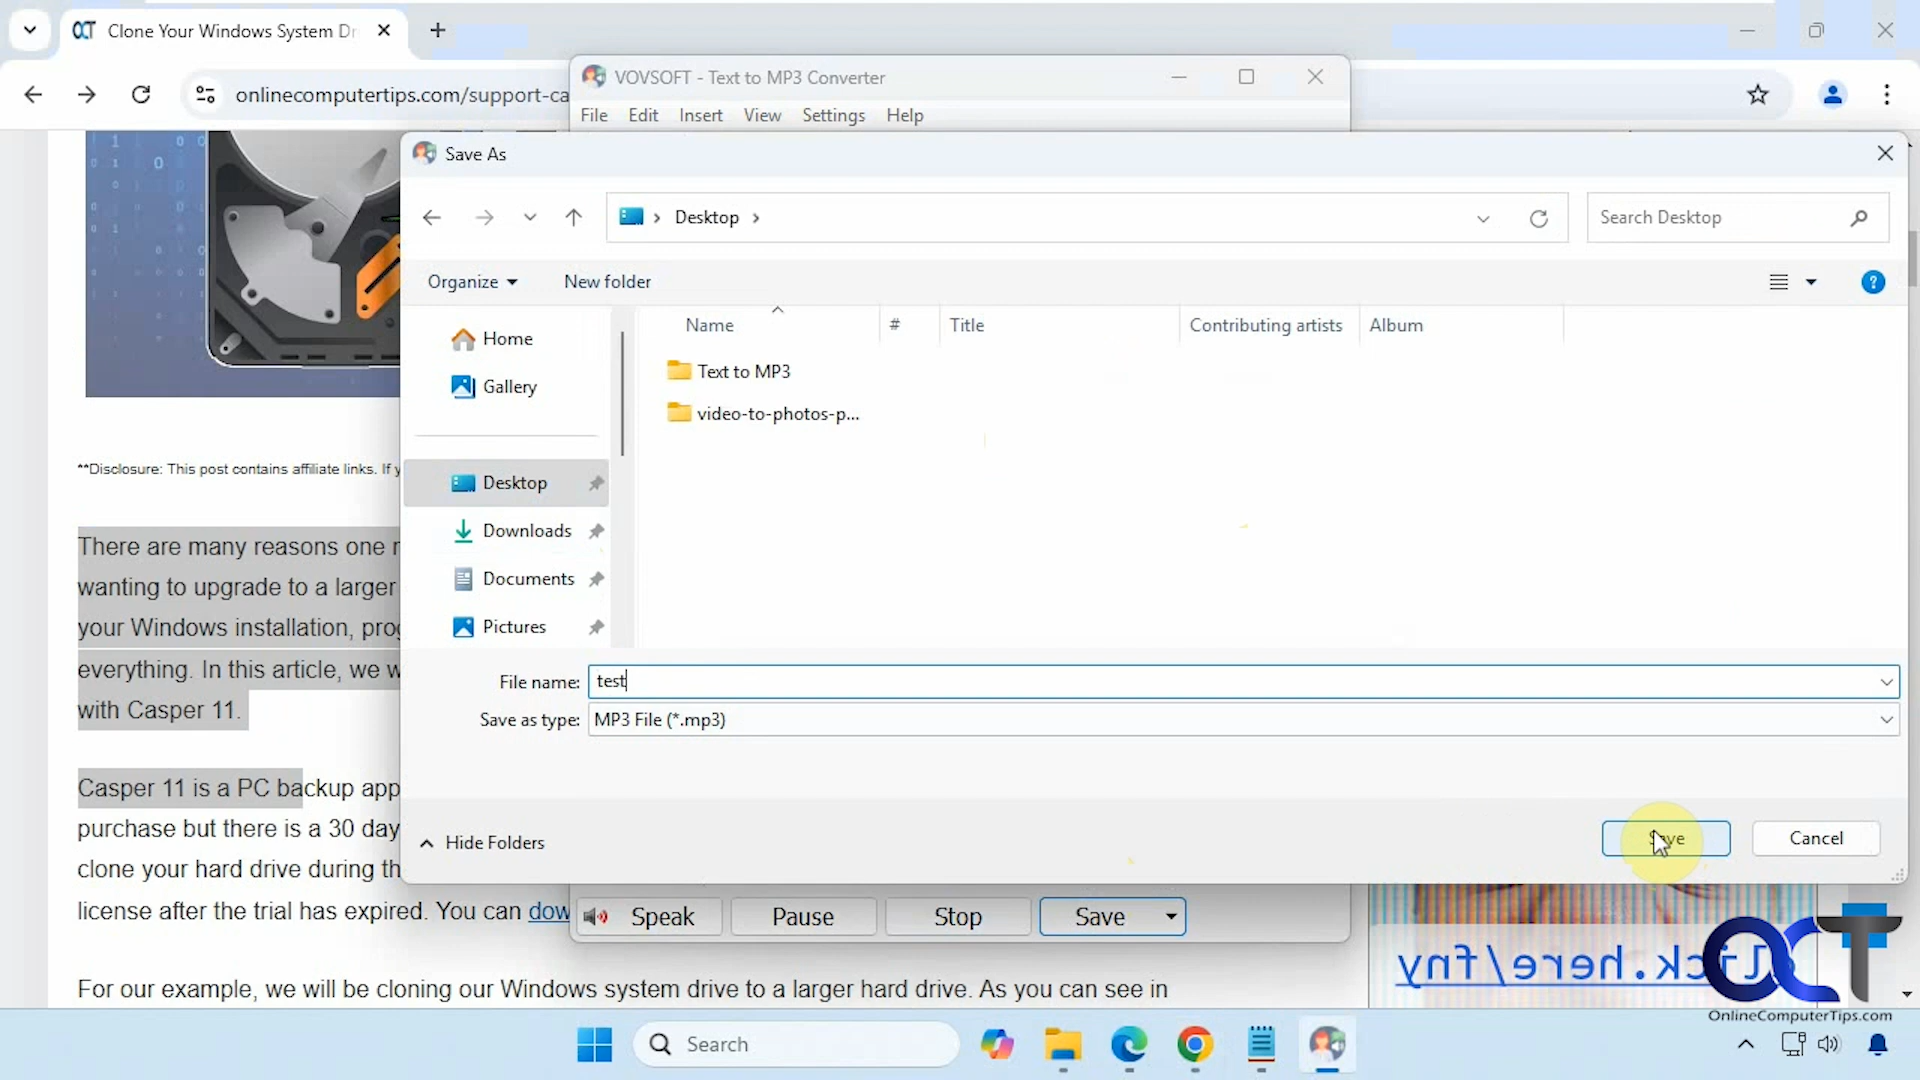 Clone Your Windows System Dr
onlinecomputertips.com/support-ca
VOVSOFT - Text to MP3 Converter
File Edit Insert View Settings Help
Save As
Desktop
Search Desktop
Organize New folder
Name # Title Contributing artists Album
Home
Gallery
Desktop
Downloads
Documents
Pictures
Text to MP3
video-to-photos-p...
File name: test
Save as type: MP3 File (*.mp3)
Hide Folders
Save Cancel
**Disclosure: This post contains affiliate links. If y
There are many reasons one
wanting to upgrade to a larger
your Windows installation, prog
everything. In this article, we w
with Casper 11.
Casper 11 is a PC backup app
purchase but there is a 30 day
clone your hard drive during th
license after the trial has expired. You can dow
For our example, we will be cloning our Windows system drive to a larger hard drive. As you can see in
Speak Pause Stop Save
ick.here/fny
OCT
OnlineComputerTips.com
Search